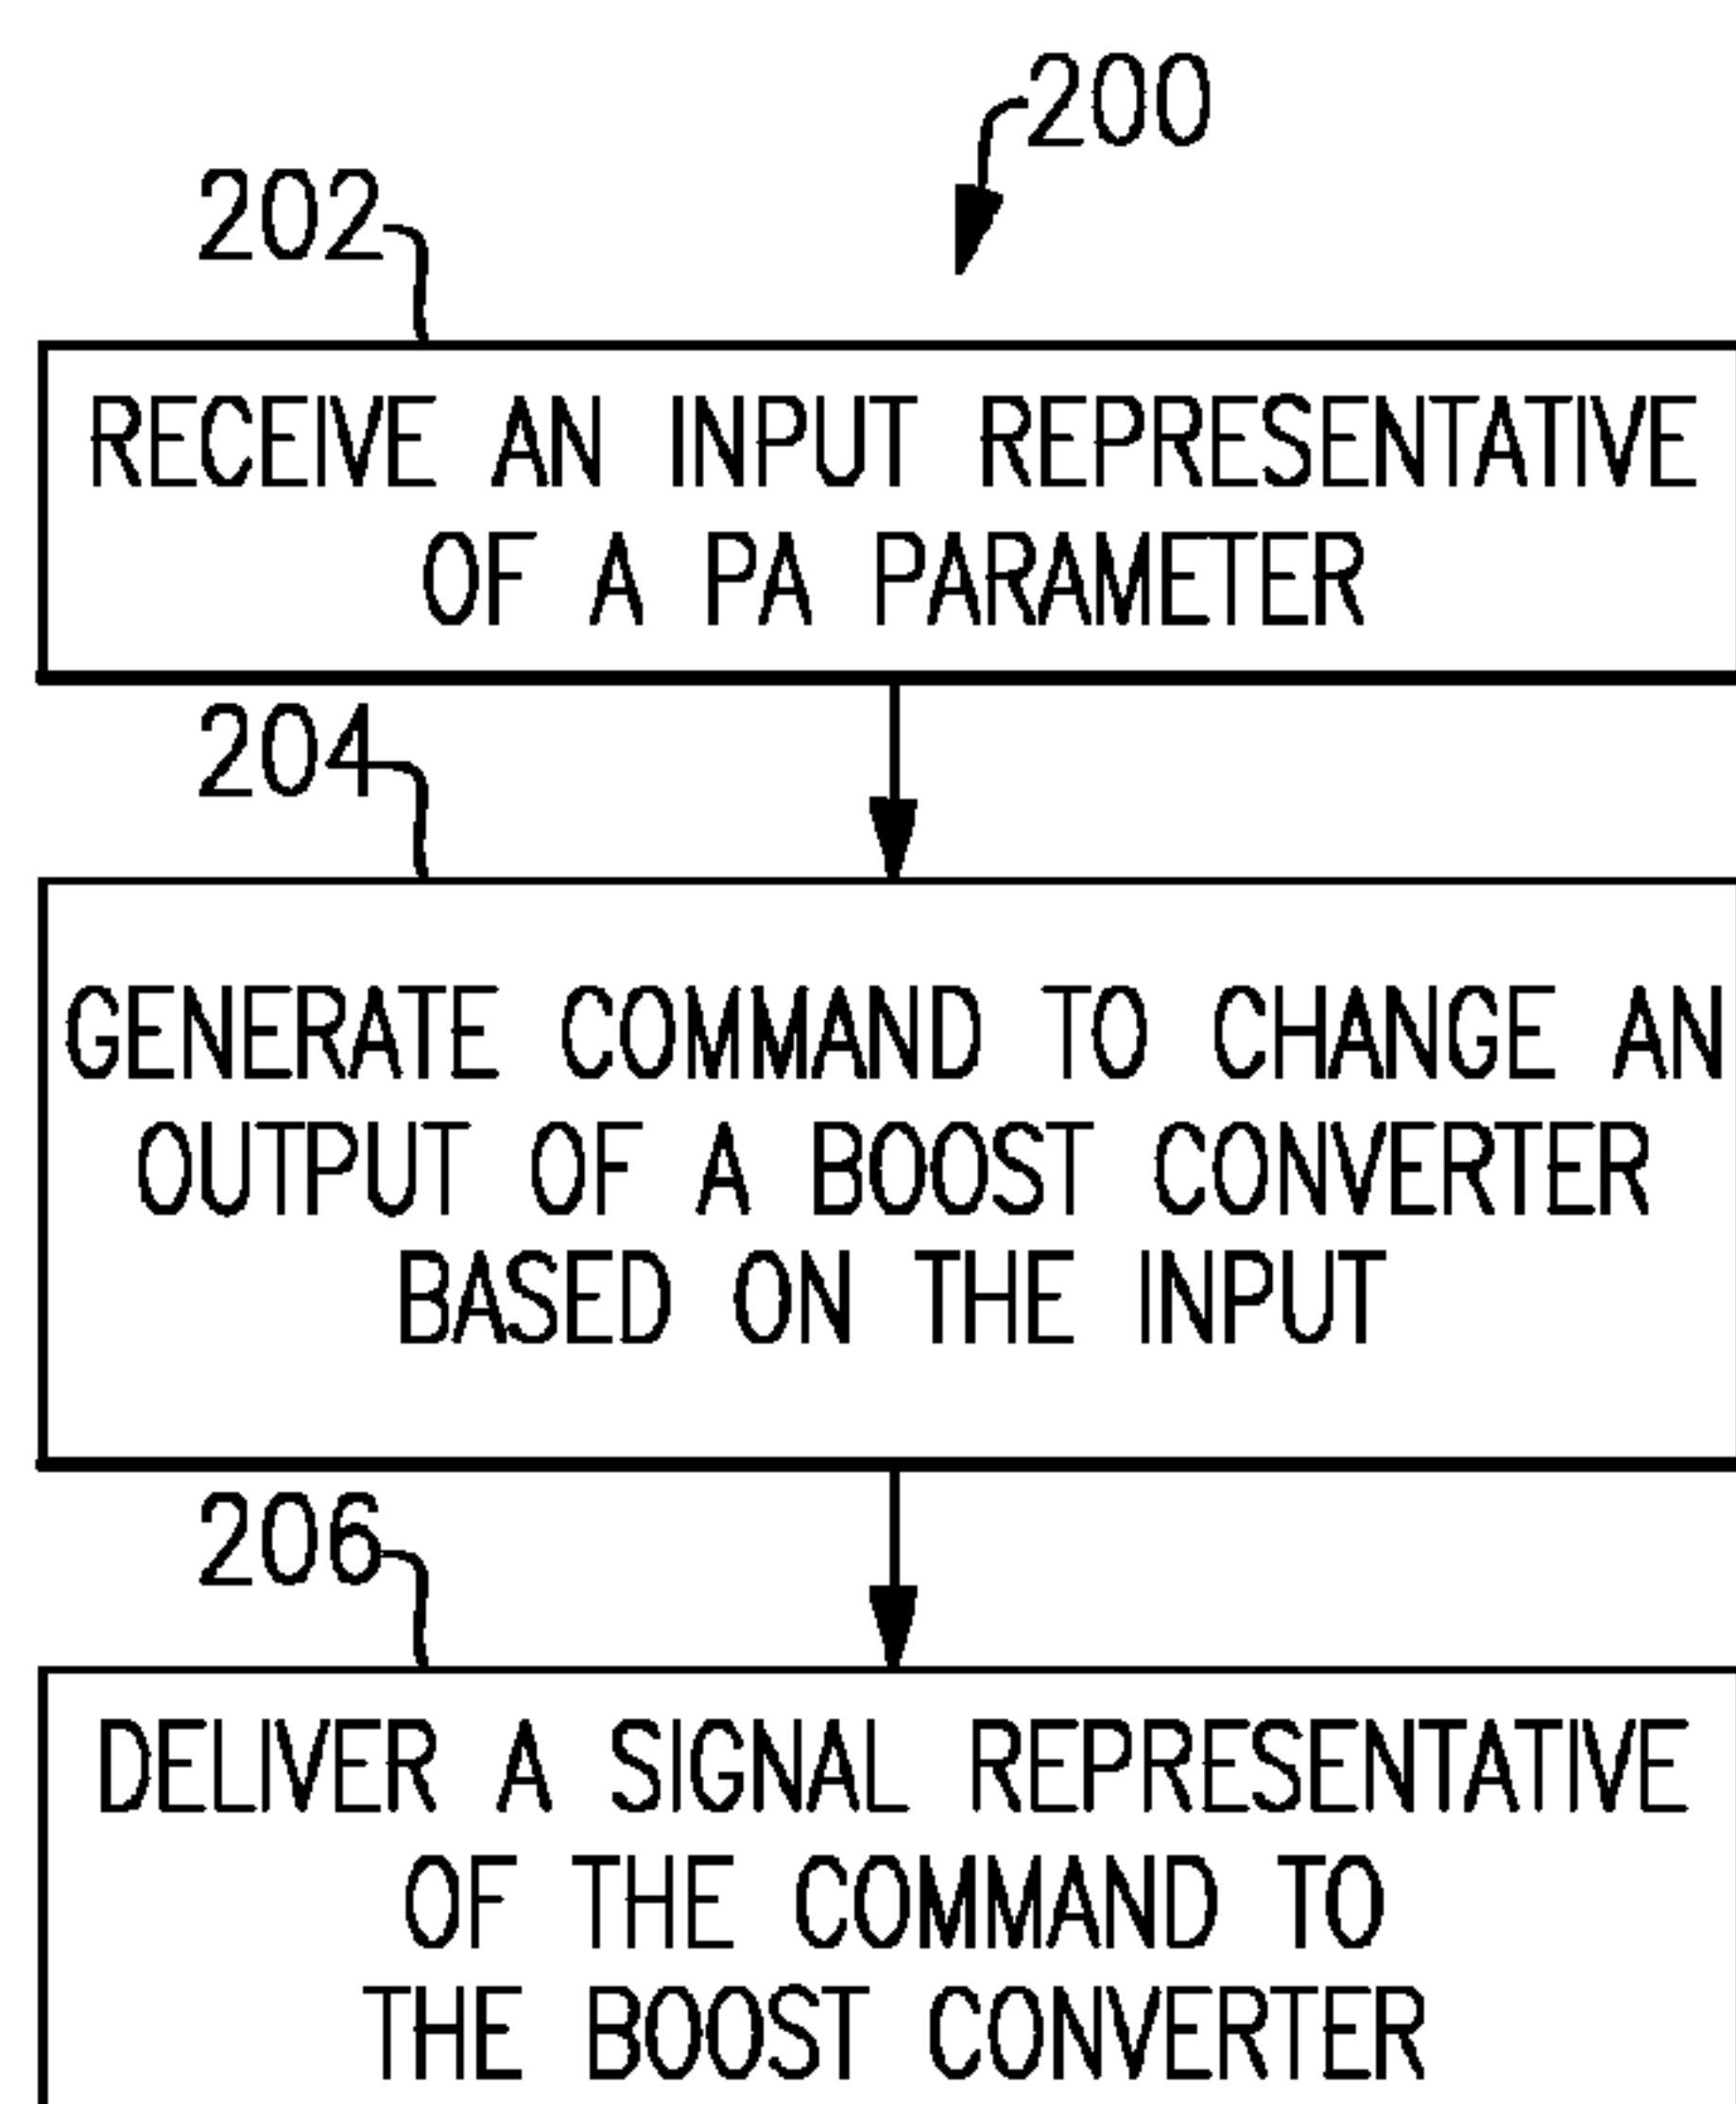 200
202
RECEIVE AN INPUT REPRESENTATIVE
OF A PA PARAMETER
204
GENERATE COMMAND TO CHANGE AN
OUTPUT OF A BOOST CONVERTER
BASED ON THE INPUT
206
DELIVER A SIGNAL REPRESENTATIVE
OF THE COMMAND TO
THE BOOST CONVERTER